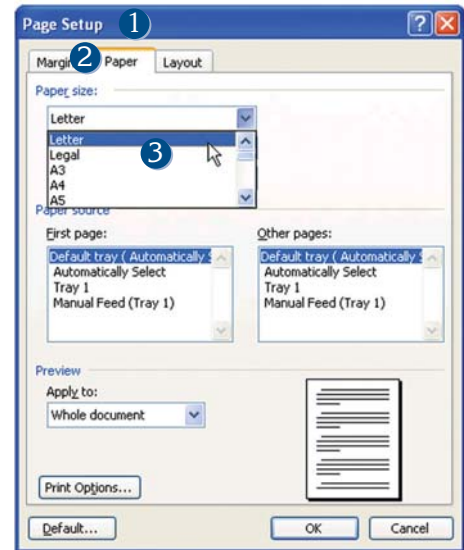 Page Setup 1
?
Margin 2 Paper Layout
Paper size:
Letter
Letter
Legal 3
A3
A4
A5
Paper source
First page: Other pages:
Default tray ( Automatically S Default tray ( Automatically S
Automatically Select Automatically Select
Tray 1 Tray 1
Manual Feed (Tray 1) Manual Feed (Tray 1)
Preview
Apply to:
Whole document
Print Options...
Default... OK Cancel